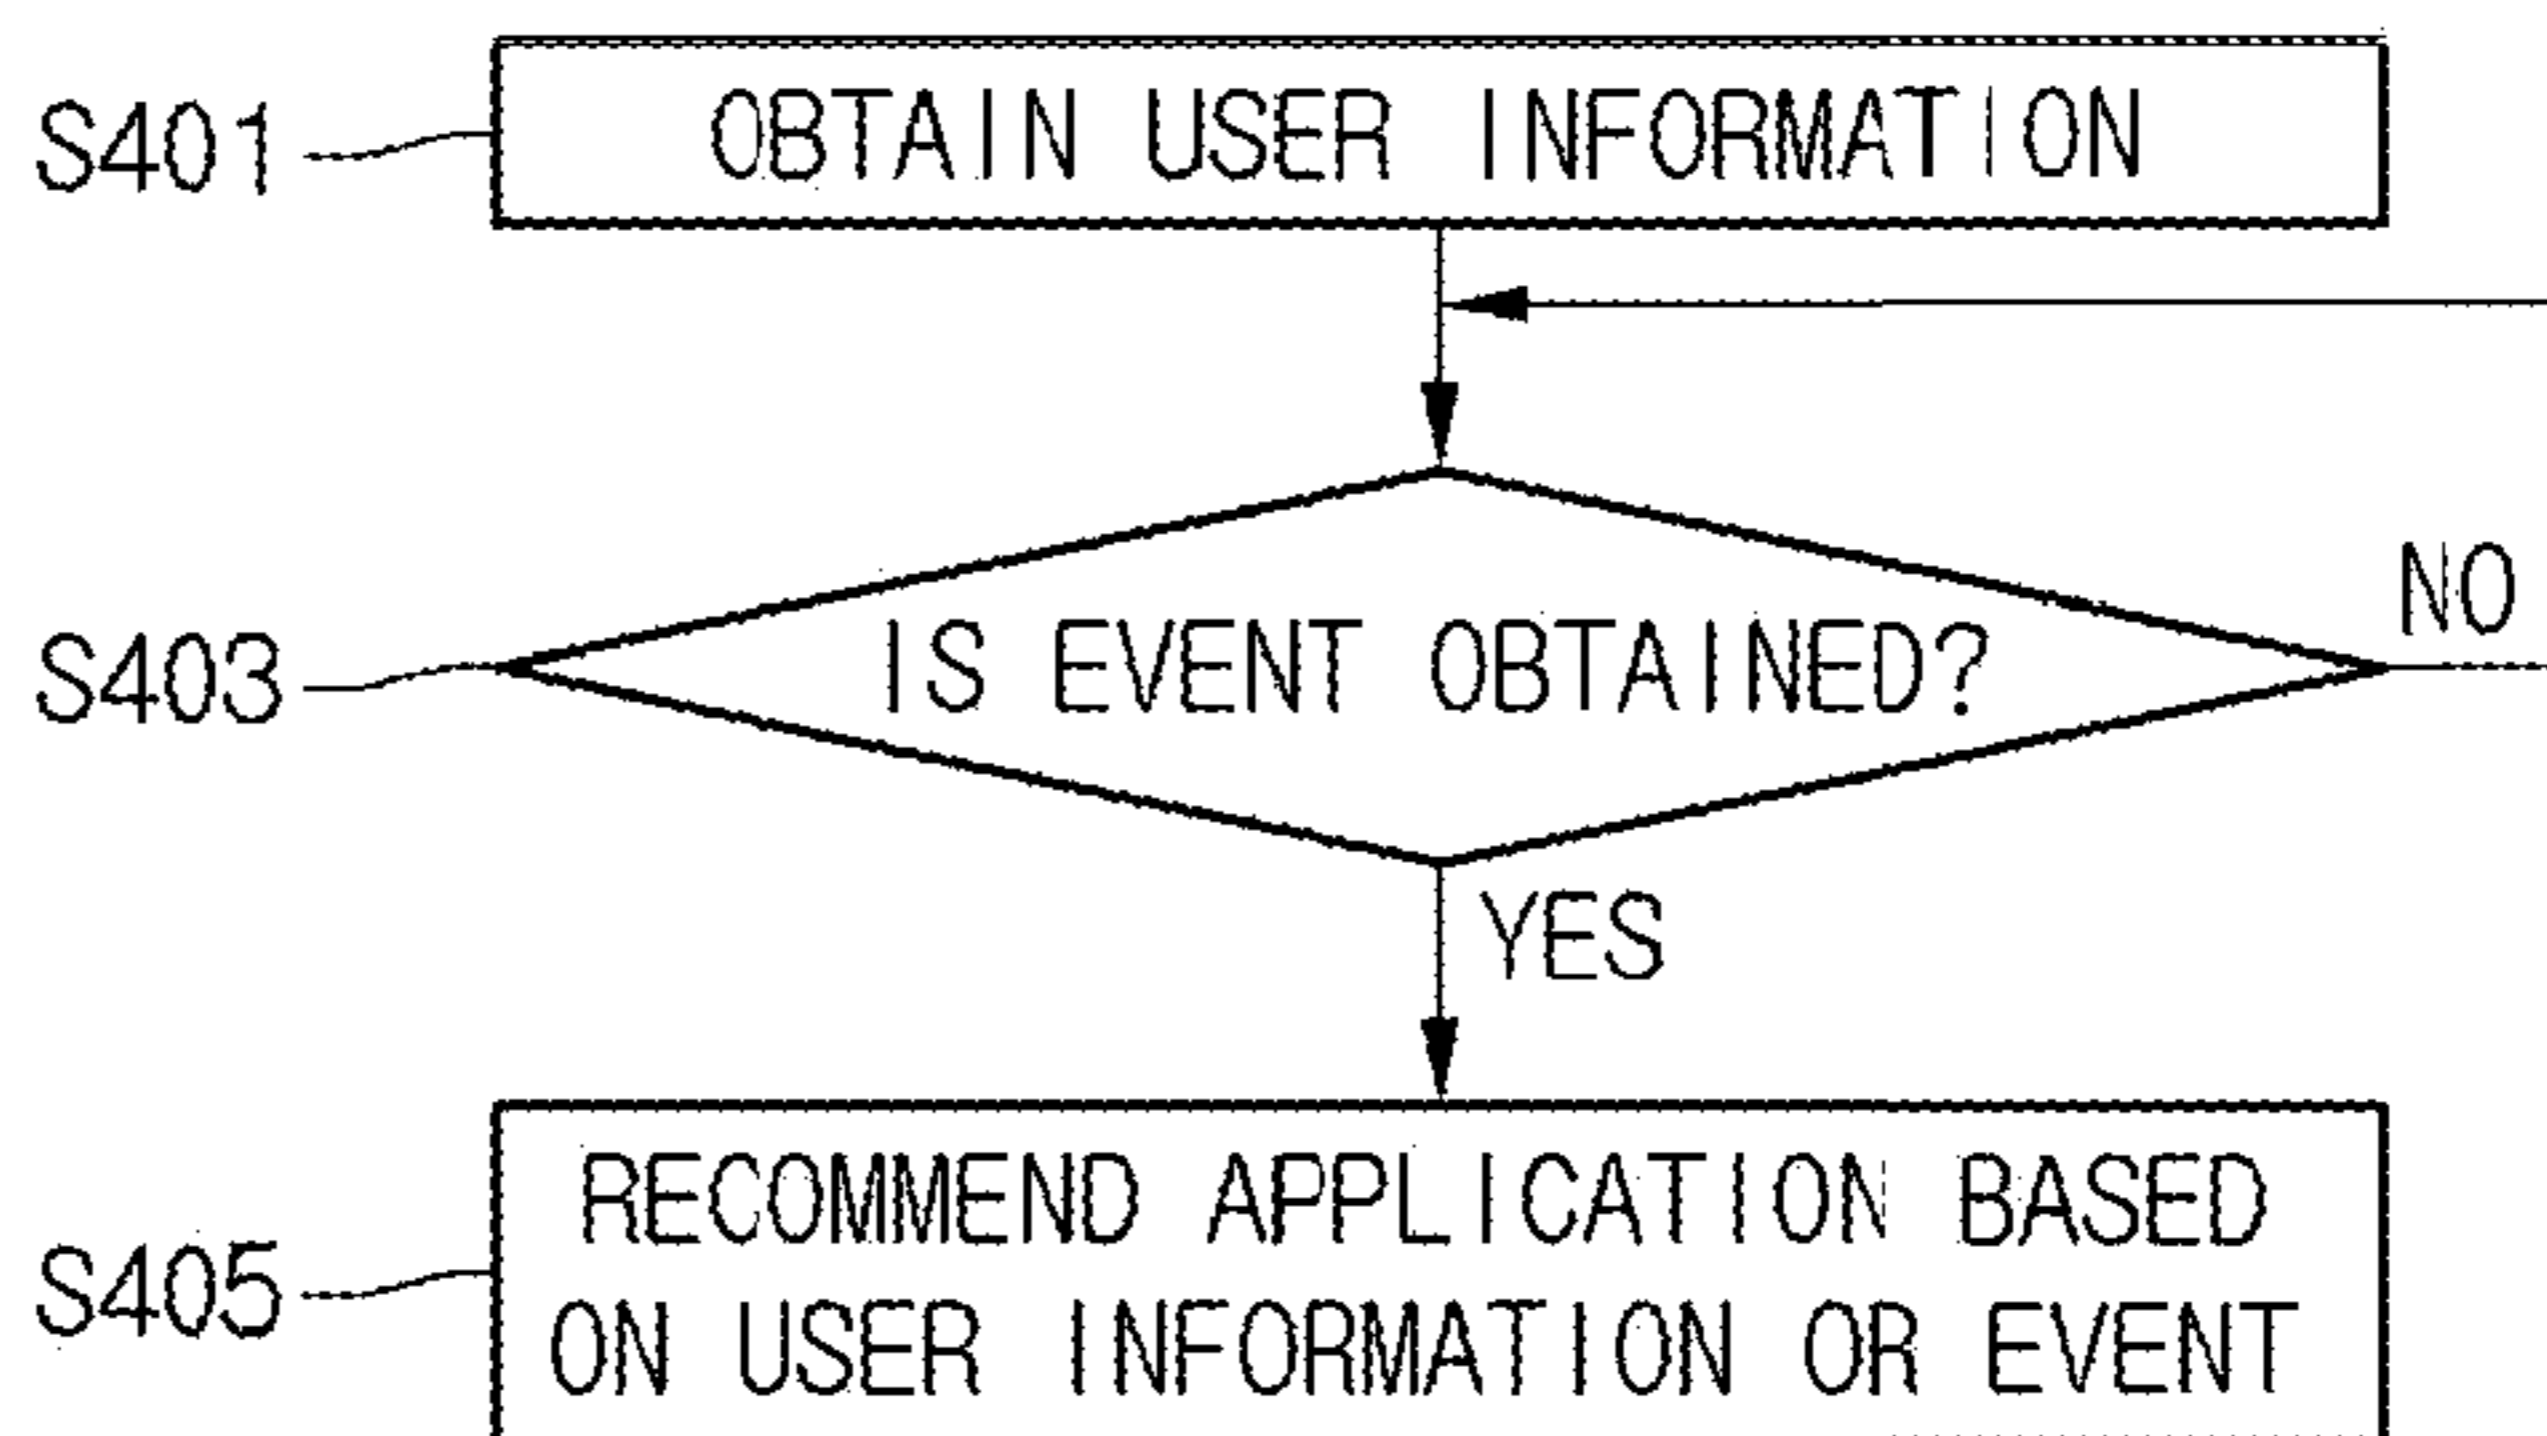 S401
OBTAIN USER INFORMATION
S403
IS EVENT OBTAINED?
NO
YES
S405
RECOMMEND APPLICATION BASED
ON USER INFORMATION OR EVENT